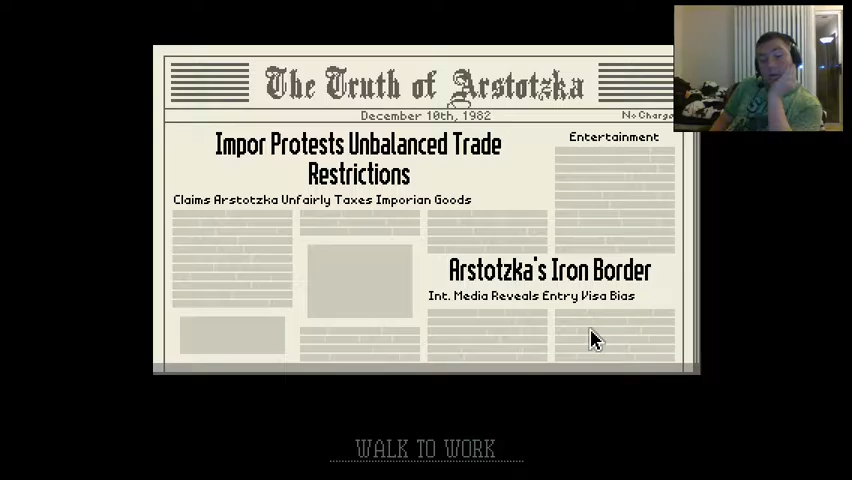 The Truth of Arstotzka
December 10th, 1982
No Charge
Impor Protests Unbalanced Trade
Restrictions
Claims Arstotzka Unfairly Taxes Imporian Goods
Entertainment
Arstotzka's Iron Border
Int. Media Reveals Entry Visa Bias
WALK TO WORK